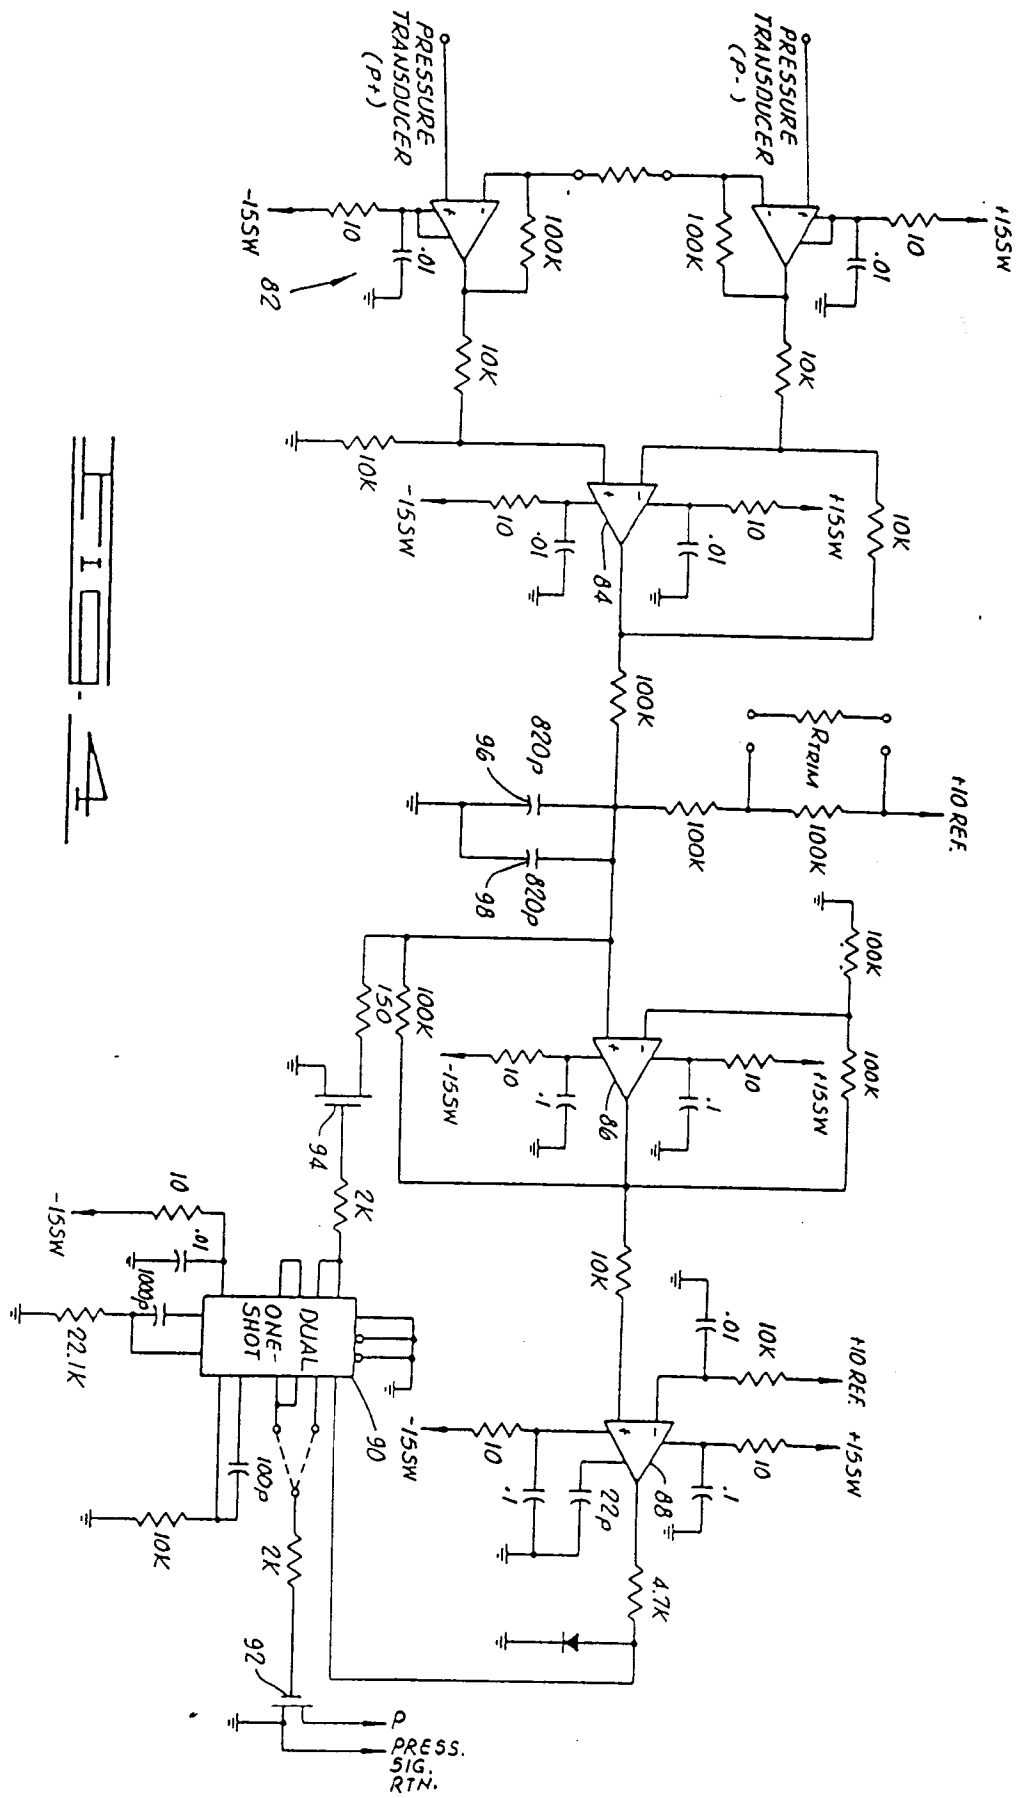 PRESSURE
TRANSDUCER
(P-)
+15SW
10
.01
100K
10K
PRESSURE
TRANSDUCER
(P+)
-15SW
10
.01
100K
82
10K
10K
10K
+15SW
10
.01
84
-15SW
10
.01
100K
+10 REF.
100K
RTRIM
100K
820p
96
820p
98
100K
100K
+15SW
10
.1
86
-15SW
10
.1
100K
150
94
2K
10K
+10 REF.
10K
.01
+15SW
10
.1
88
-15SW
10
.1
22p
4.7K
DUAL
ONE-
SHOT
90
-15SW
10
.01
1000p
22.1K
100p
10K
2K
92
P
PRESS.
SIG.
RTN.